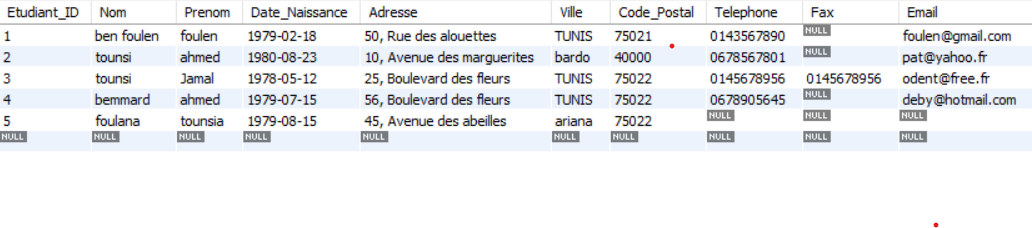 Etudiant_ID Nom Prenom Date_Naissance Adresse Ville Code_Postal Telephone Fax Email
1 ben foulen foulen 1979-02-18 50, Rue des alouettes TUNIS 75021 0143567890 NULL foulen@gmail.com
2 tounsi ahmed 1980-08-23 10, Avenue des marguerites bardo 40000 0678567801 NULL pat@yahoo.fr
3 tounsi Jamal 1978-05-12 25, Boulevard des fleurs TUNIS 75022 0145678956 0145678956 odent@free.fr
4 bemmard ahmed 1979-07-15 56, Boulevard des fleurs TUNIS 75022 0678905645 NULL deby@hotmail.com
5 foulana tounsia 1979-08-15 45, Avenue des abeilles ariana 75022 NULL NULL NULL
NULL NULL NULL NULL NULL NULL NULL NULL NULL NULL